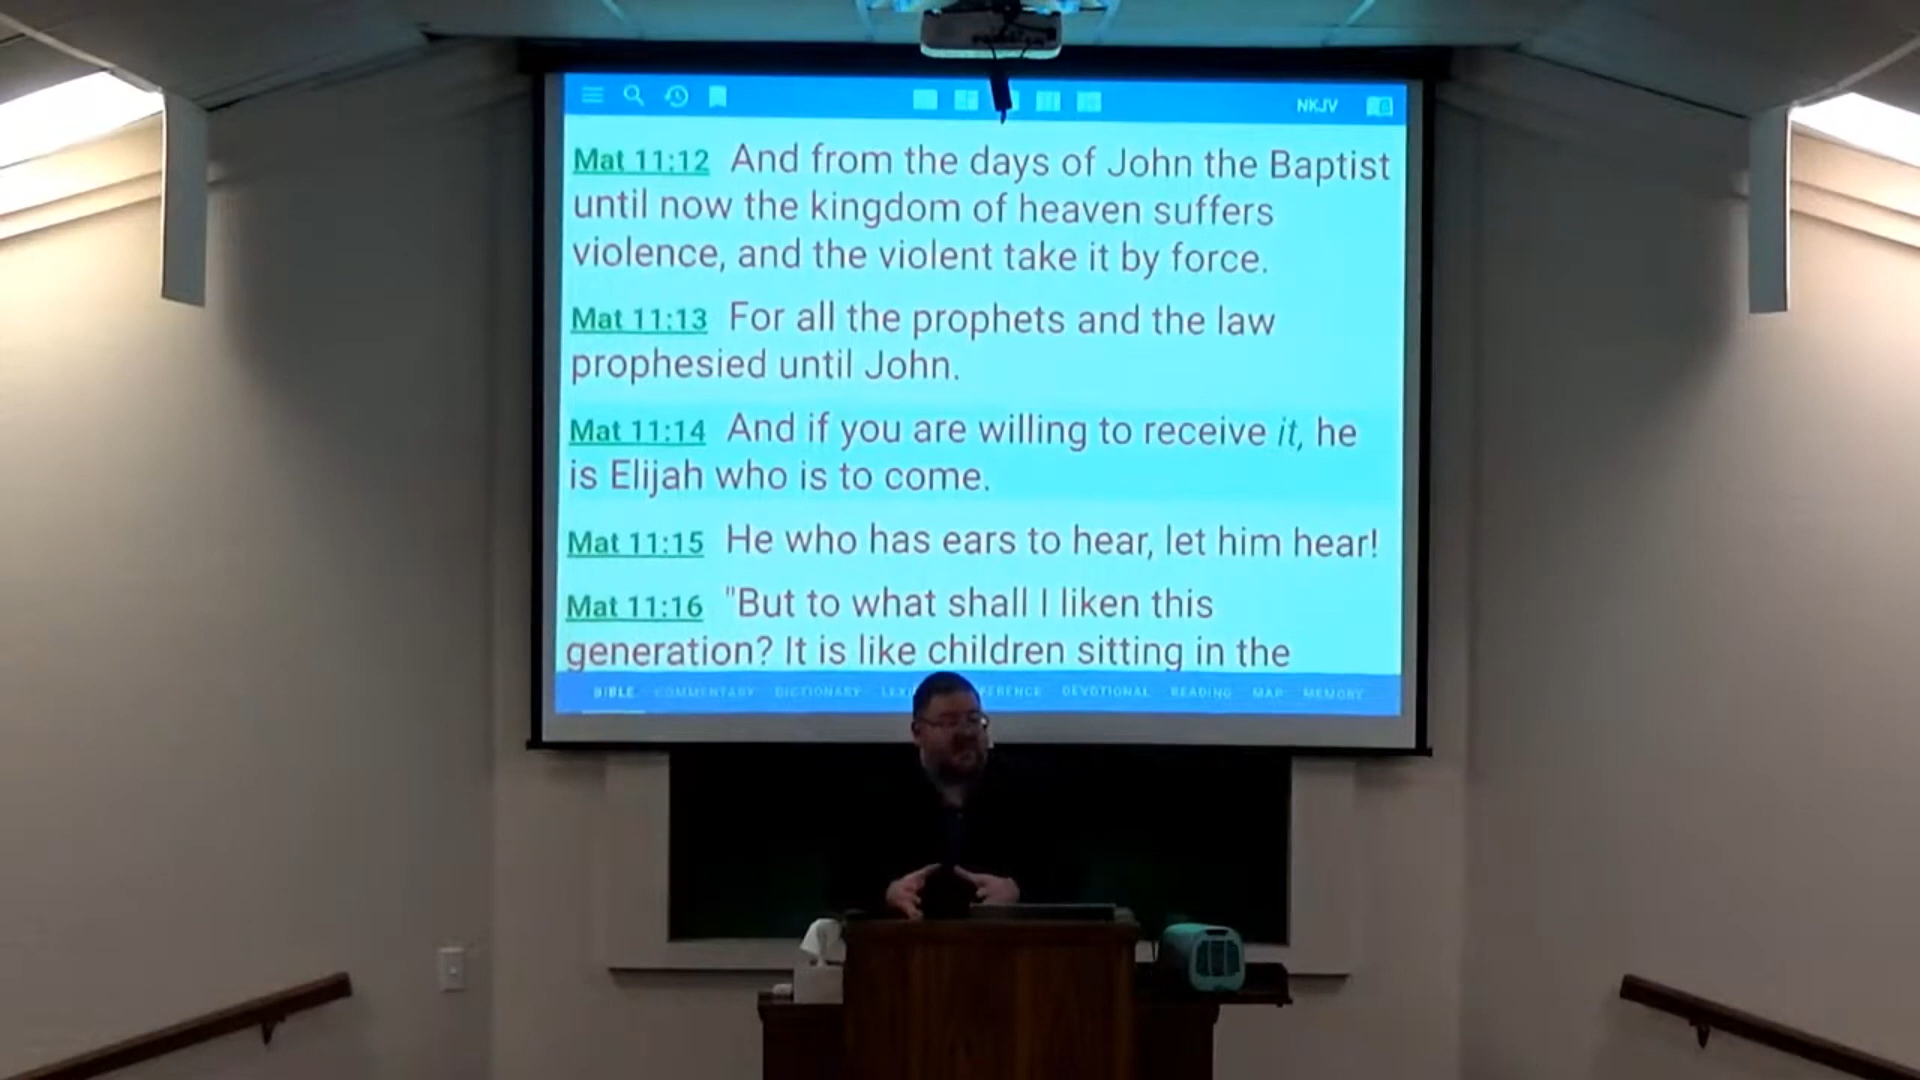 NKJV
Mat 11:12 And from the days of John the Baptist
until now the kingdom of heaven suffers
violence, and the violent take it by force.
Mat 11:13 For all the prophets and the law
prophesied until John.
Mat 11:14 And if you are willing to receive it, he
is Elijah who is to come.
Mat 11:15 He who has ears to hear, let him hear!
Mat 11:16 "But to what shall I liken this
generation? It is like children sitting in the
BIBLE COMMENTARY DICTIONARY DEVOTIONAL READING MAP MEMORY